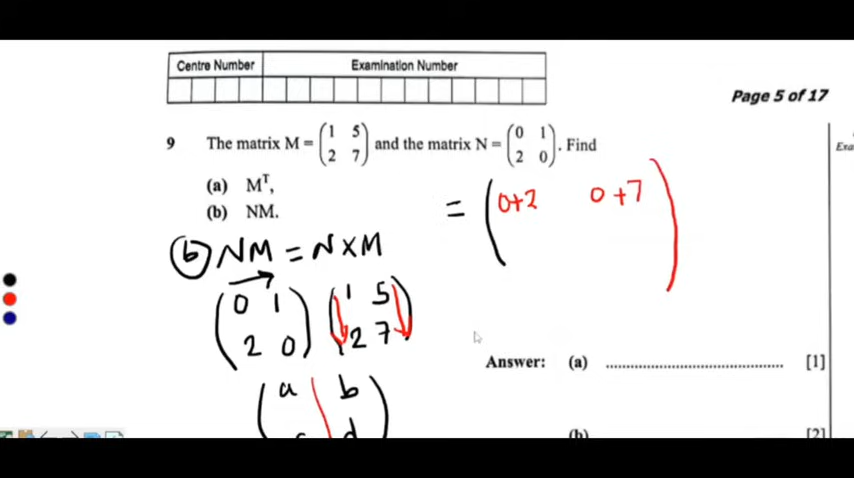 Centre Number Examination Number
Page 5 of 17
9 The matrix M = (1 5 2 7) and the matrix N = (0 1 2 0). Find
Exa
(a) Mᵀ,
(b) NM.
= (0+2 0+7)
(b) NM = N × M
(0 1 2 0) (1 5 2 7)
Answer: (a) .......................................... [1]
(a b
d)
(b) [2]